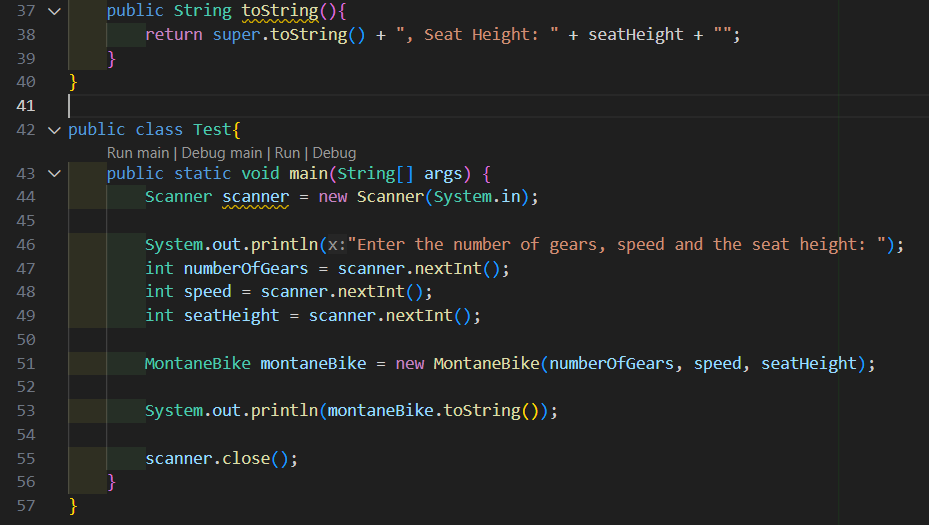 37 public String toString(){
38 return super.toString() + ", Seat Height: " + seatHeight + "";
39 }
40 }
41
42 public class Test{
Run main | Debug main | Run | Debug
43 public static void main(String[] args) {
44 Scanner scanner = new Scanner(System.in);
45
46 System.out.println(x:"Enter the number of gears, speed and the seat height: ");
47 int numberOfGears = scanner.nextInt();
48 int speed = scanner.nextInt();
49 int seatHeight = scanner.nextInt();
50
51 MontaneBike montaneBike = new MontaneBike(numberOfGears, speed, seatHeight);
52
53 System.out.println(montaneBike.toString());
54
55 scanner.close();
56 }
57 }